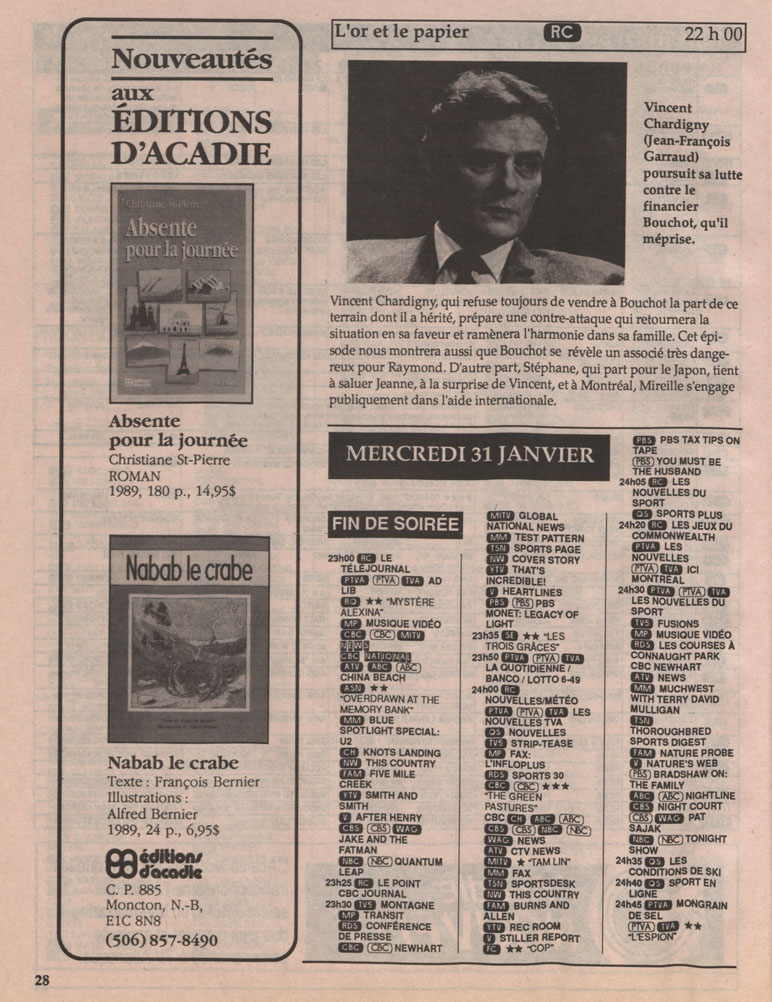 Nouveautés
aux
ÉDITIONS
D'ACADIE
Christiane St-Pierre
Absente
pour la journée
Absente
pour la journée
Christiane St-Pierre
ROMAN
1989, 180 p., 14,95$
Nabab le crabe
Nabab le crabe
Texte : François Bernier
Illustrations :
Alfred Bernier
1989, 24 p., 6,95$
éditions
d'acadie
C. P. 885
Moncton, N.-B,
E1C 8N8
(506) 857-8490
28
L'or et le papier RC 22 h 00
Vincent
Chardigny
(Jean-François
Garraud)
poursuit sa lutte
contre le
financier
Bouchot, qu'il
méprise.
Vincent Chardigny, qui refuse toujours de vendre à Bouchot la part de ce
terrain dont il a hérité, prépare une contre-attaque qui retournera la
situation en sa faveur et ramènera l'harmonie dans sa famille. Cet épi-
sode nous montrera aussi que Bouchot se révèle un associé très dange-
reux pour Raymond. D'autre part, Stéphane, qui part pour le Japon, tient
à saluer Jeanne, à la surprise de Vincent, et à Montréal, Mireille s'engage
publiquement dans l'aide internationale.
MERCREDI 31 JANVIER
FIN DE SOIRÉE
23h00 RC LE
TÉLÉJOURNAL
PTVA (PTVA) TVA AD
LIB
RQ ★★ "MYSTÈRE
ALEXINA"
MP MUSIQUE VIDÉO
CBC (CBC) MITV
NEWS
CBC NATIONAL
ATV ABC (ABC)
CHINA BEACH
ASN ★★
"OVERDRAWN AT THE
MEMORY BANK"
MM BLUE
SPOTLIGHT SPECIAL:
U2
CH KNOTS LANDING
NW THIS COUNTRY
FAM FIVE MILE
CREEK
YTV SMITH AND
SMITH
V AFTER HENRY
CBS (CBS) WAG
JAKE AND THE
FATMAN
NBC (NBC) QUANTUM
LEAP
23h25 RC LE POINT
CBC JOURNAL
23h30 TV5 MONTAGNE
MP TRANSIT
RDS CONFÉRENCE
DE PRESSE
CBC (CBC) NEWHART
MITV GLOBAL
NATIONAL NEWS
MM TEST PATTERN
TSN SPORTS PAGE
NW COVER STORY
YTV THAT'S
INCREDIBLE!
V HEARTLINES
PBS (PBS) PBS
MONET: LEGACY OF
LIGHT
23h35 SE ★★ "LES
TROIS GRÂCES"
23h50 PTVA (PTVA) TVA
LA QUOTIDIENNE /
BANCO / LOTTO 6-49
24h00 RC
NOUVELLES/MÉTÉO
PTVA (PTVA) TVA LES
NOUVELLES TVA
QS NOUVELLES
TV5 STRIP-TEASE
MP FAX:
L'INFLOPLUS
RDS SPORTS 30
CBC (CBC) ★★★
"THE GREEN
PASTURES"
CBC CH ABC (ABC)
CBS (CBS) NBC (NBC)
WAG NEWS
ATV CTV NEWS
MITV ★ "TAM LIN"
MM FAX
TSN SPORTSDESK
NW THIS COUNTRY
FAM BURNS AND
ALLEN
YTV REC ROOM
V STILLER REPORT
FC ★★ "COP"
PBS PBS TAX TIPS ON
TAPE
(PBS) YOU MUST BE
THE HUSBAND
24h05 RC LES
NOUVELLES DU
SPORT
QS SPORTS PLUS
24h20 RC LES JEUX DU
COMMONWEALTH
PTVA LES
NOUVELLES
(PTVA) TVA ICI
MONTRÉAL
24h30 PTVA (PTVA) TVA
LES NOUVELLES DU
SPORT
TV5 FUSIONS
MP MUSIQUE VIDÉO
RDS LES COURSES À
CONNAUGHT PARK
CBC NEWHART
ATV NEWS
MM MUCHWEST
WITH TERRY DAVID
MULLIGAN
TSN
THOROUGHBRED
SPORTS DIGEST
FAM NATURE PROBE
V NATURE'S WEB
(PBS) BRADSHAW ON:
THE FAMILY
ABC (ABC) NIGHTLINE
CBS NIGHT COURT
(CBS) WAG PAT
SAJAK
NBC (NBC) TONIGHT
SHOW
24h35 QS LES
CONDITIONS DE SKI
24h40 QS SPORT EN
LIGNE
24h45 PTVA MONGRAIN
DE SEL
(PTVA) TVA ★★
"L'ESPION"